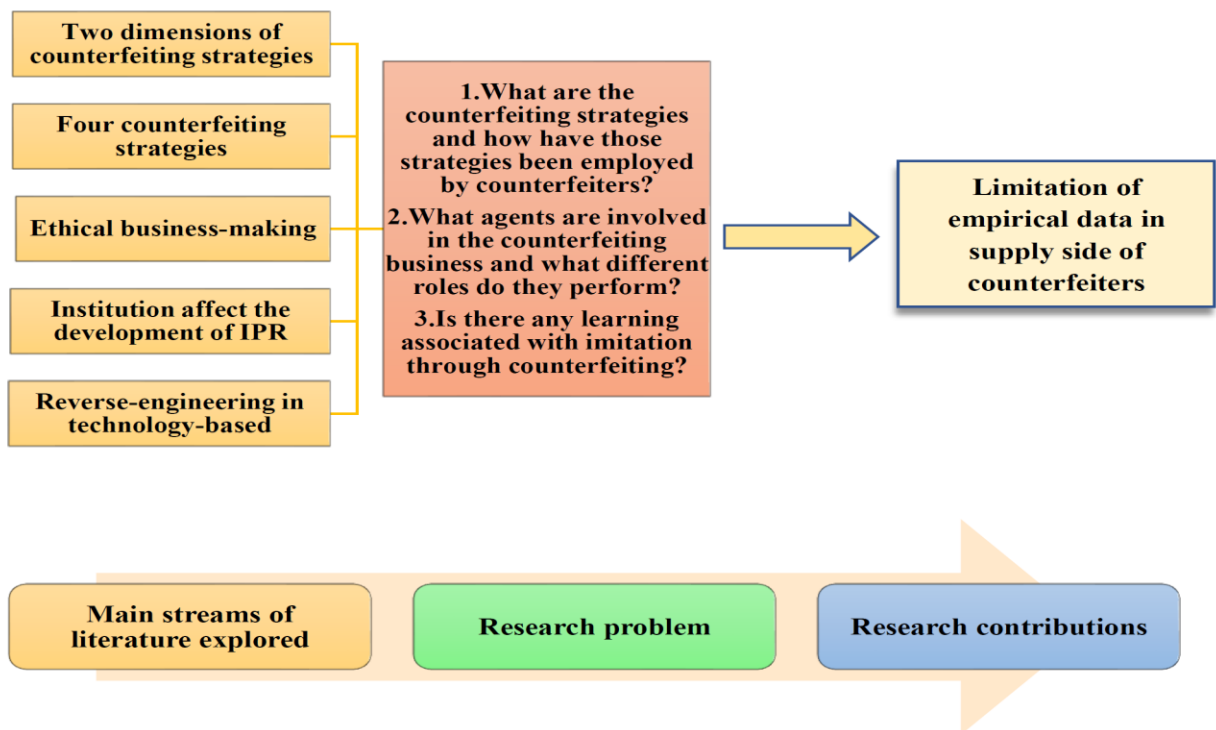 Two dimensions of
counterfeiting strategies
Four counterfeiting
strategies
Ethical business-making
Institution affect the
development of IPR
Reverse-engineering in
technology-based
1.What are the
counterfeiting strategies
and how have those
strategies been employed
by counterfeiters?
2.What agents are involved
in the counterfeiting
business and what different
roles do they perform?
3.Is there any learning
associated with imitation
through counterfeiting?
Limitation of
empirical data in
supply side of
counterfeiters
Main streams of
literature explored
Research problem
Research contributions